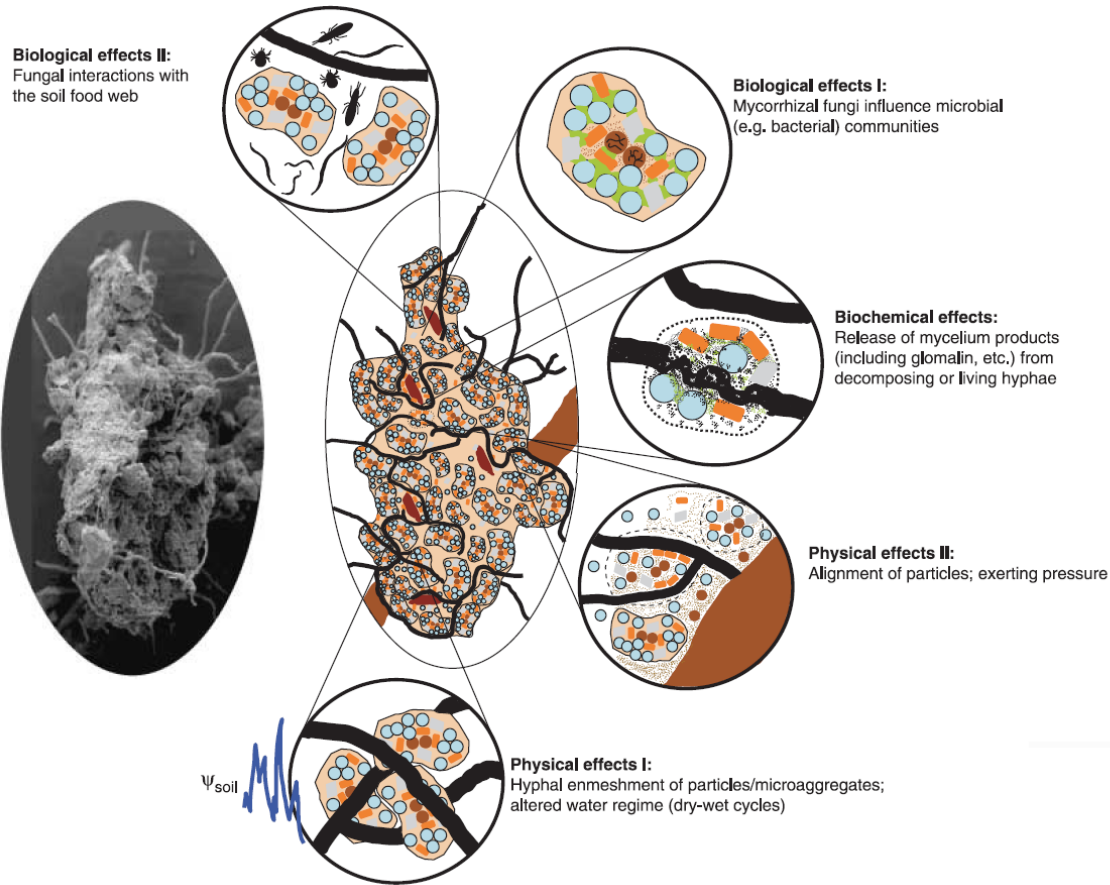 Biological effects II:
Fungal interactions with
the soil food web
Biological effects I:
Mycorrhizal fungi influence microbial
(e.g. bacterial) communities
Biochemical effects:
Release of mycelium products
(including glomalin, etc.) from
decomposing or living hyphae
Physical effects II:
Alignment of particles; exerting pressure
Ψsoil
Physical effects I:
Hyphal enmeshment of particles/microaggregates;
altered water regime (dry-wet cycles)